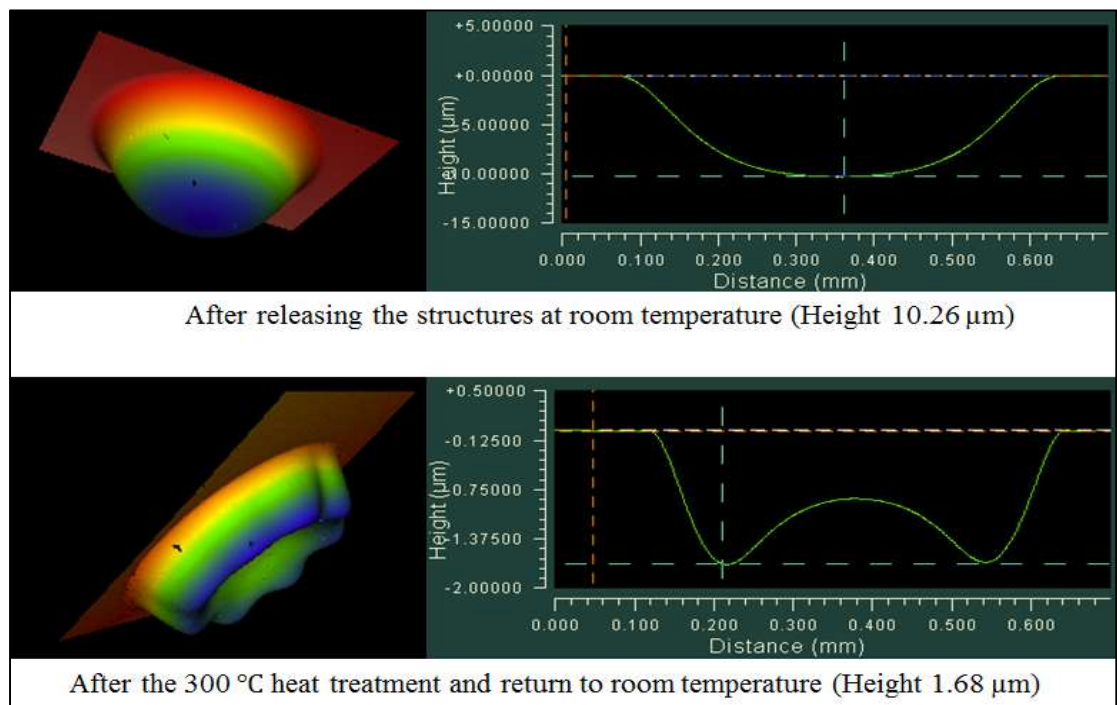 +5.00000
+0.00000
5.00000
10.00000
-15.00000
Height (µm)
0.000 0.100 0.200 0.300 0.400 0.500 0.600
Distance (mm)
After releasing the structures at room temperature (Height 10.26 µm)
+0.50000
-0.12500
-0.75000
-1.37500
-2.00000
Height (µm)
0.000 0.100 0.200 0.300 0.400 0.500 0.600
Distance (mm)
After the 300 °C heat treatment and return to room temperature (Height 1.68 µm)